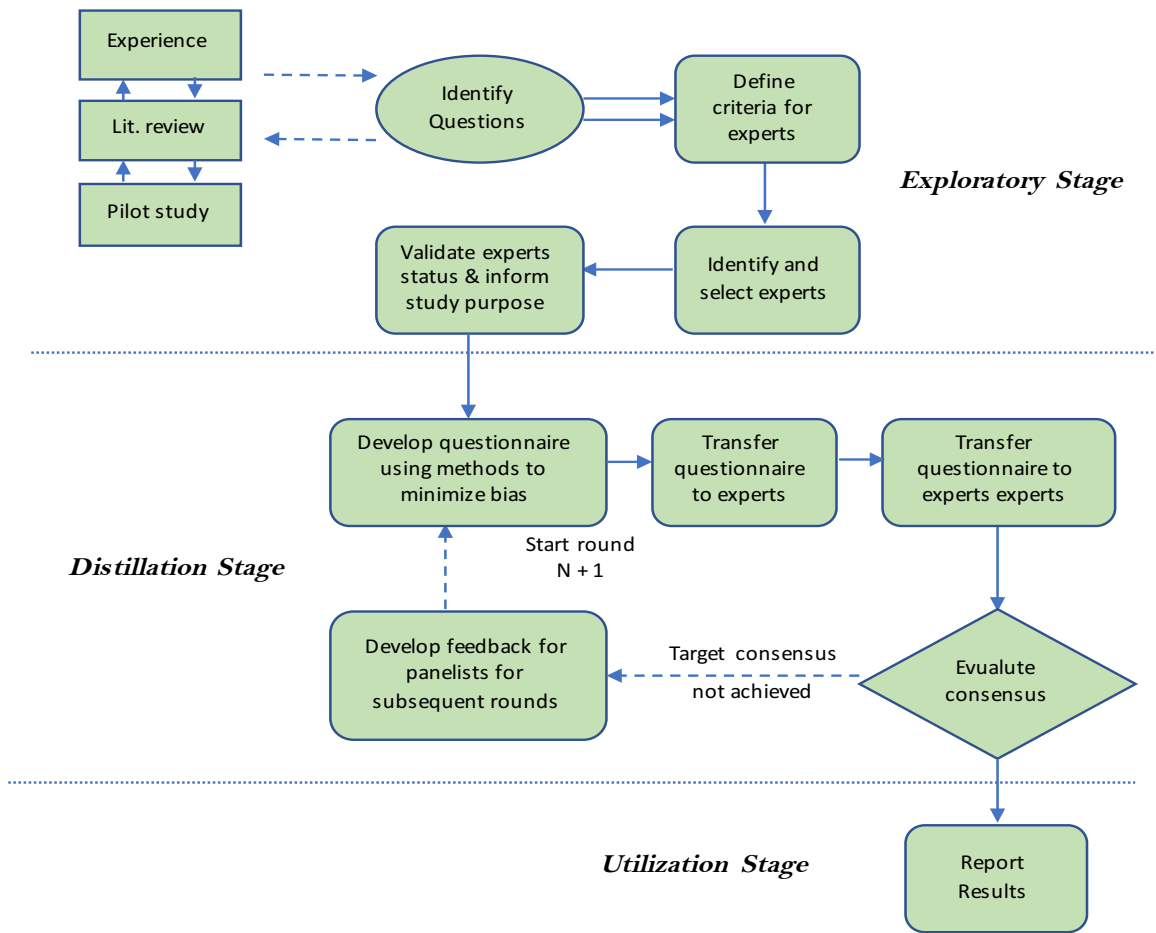 Experience
Lit. review
Pilot study
Identify
Questions
Define
criteria for
experts
Exploratory Stage
Validate experts
status & inform
study purpose
Identify and
select experts
Develop questionnaire
using methods to
minimize bias
Transfer
questionnaire
to experts
Transfer
questionnaire to
experts experts
Start round
N + 1
Distillation Stage
Develop feedback for
panelists for
subsequent rounds
Target consensus
not achieved
Evualute
consensus
Utilization Stage
Report
Results